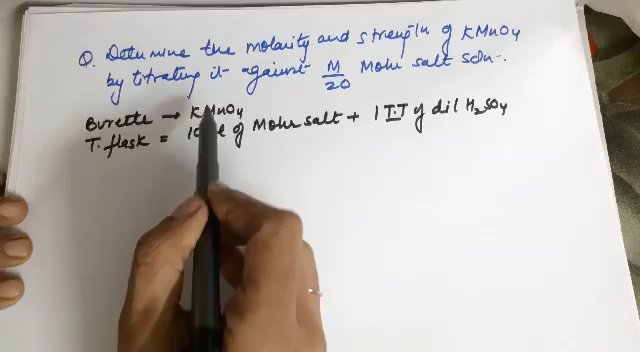 Q. Determine the molarity and strength of KMnO4
by titrating it against M/20 Mohr salt soln.
Burette → KMnO4
T. flask = of Mohr salt + 1 T.T of dil H2SO4